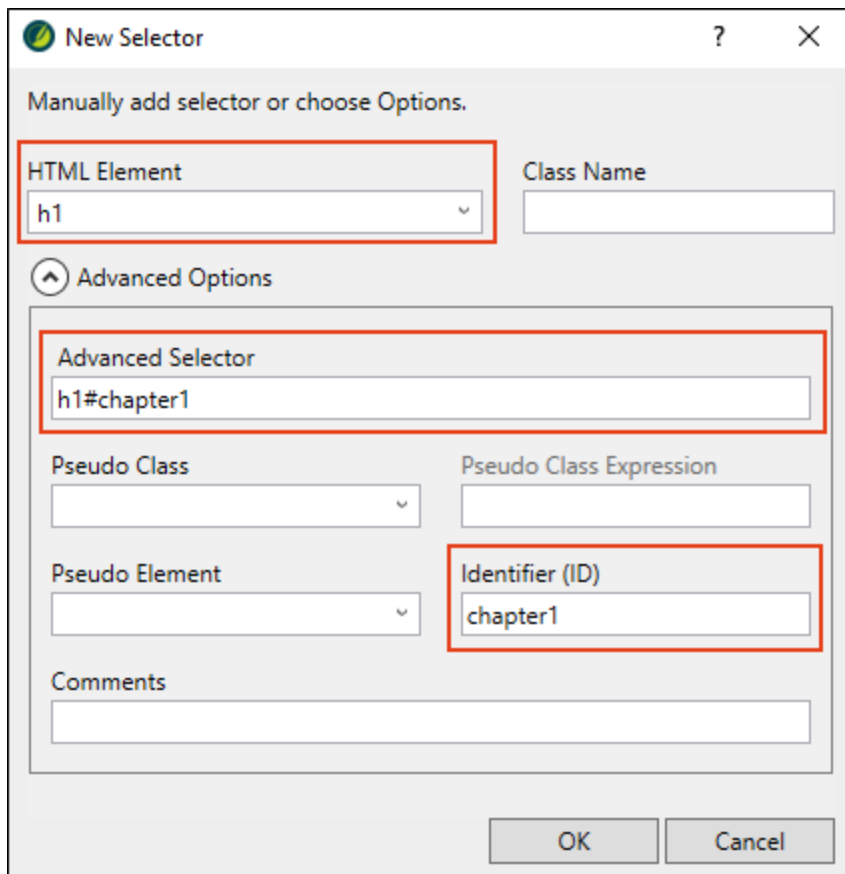 New Selector
?
Manually add selector or choose Options.
HTML Element
Class Name
h1
Advanced Options
Advanced Selector
h1#chapter1
Pseudo Class
Pseudo Class Expression
Pseudo Element
Identifier (ID)
chapter1
Comments
OK
Cancel